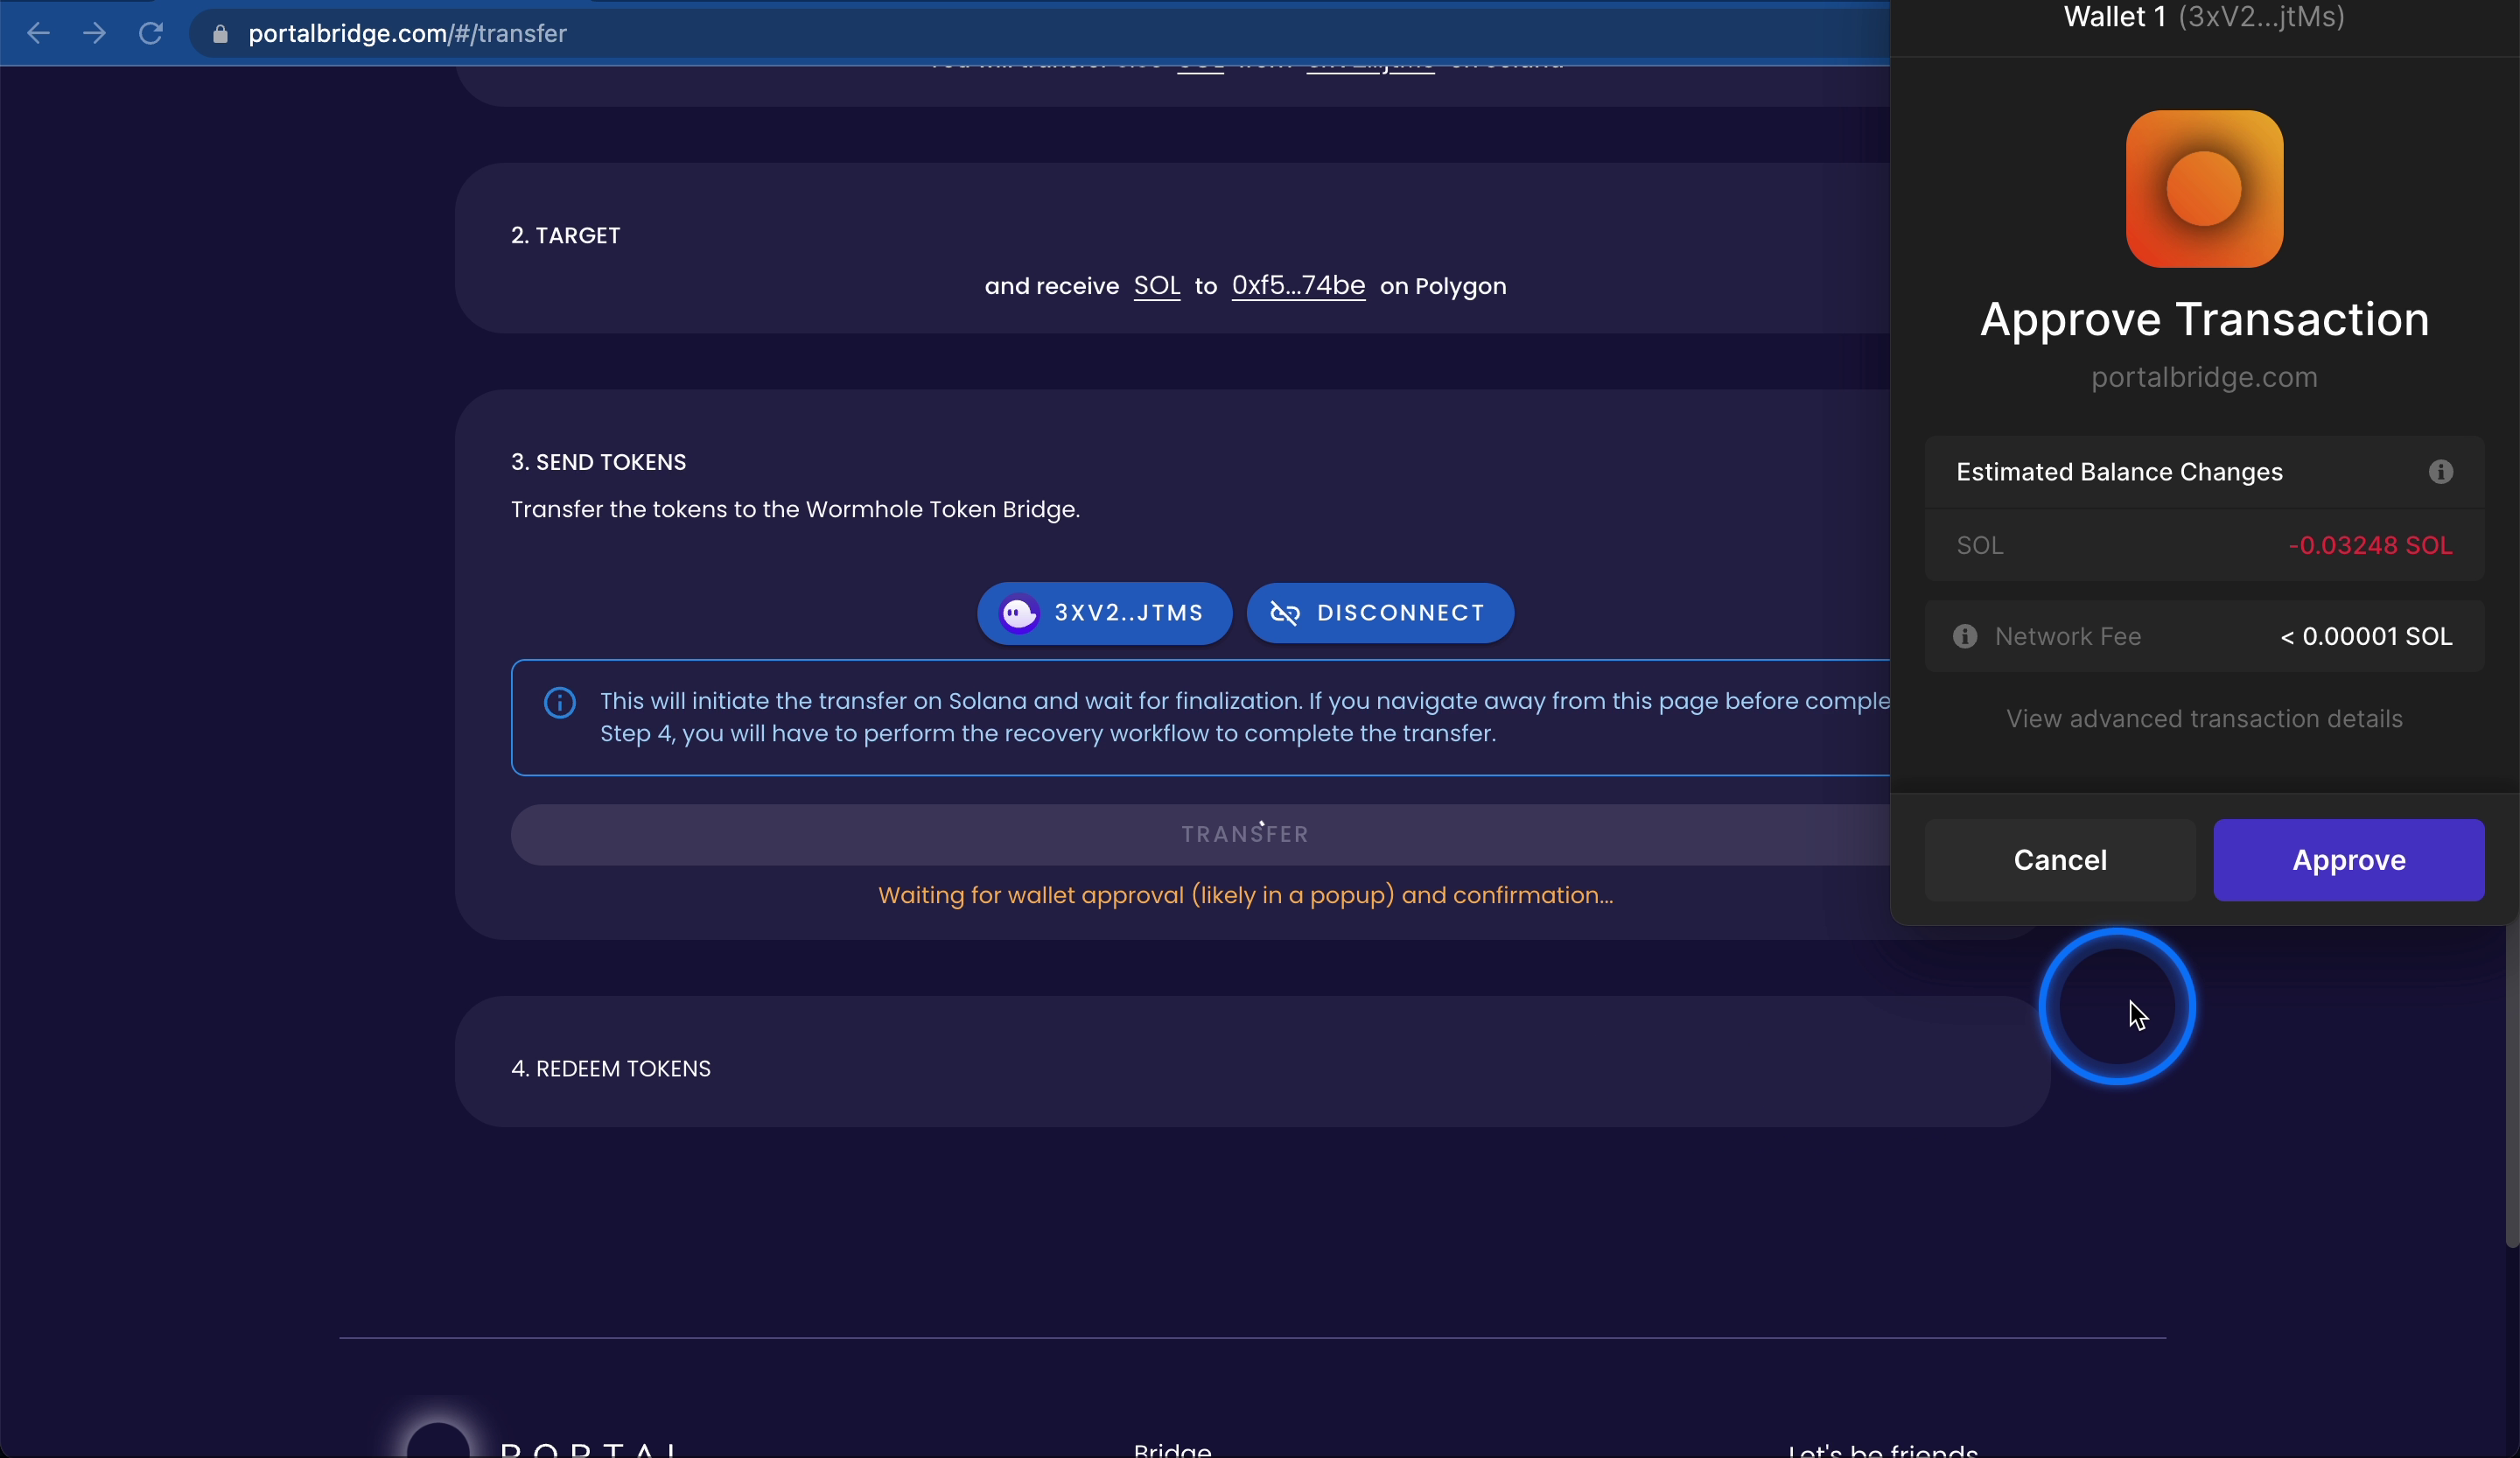 portalbridge.com/#/transfer
2. TARGET
and receive SOL to 0xf5...74be on Polygon
3. SEND TOKENS
Transfer the tokens to the Wormhole Token Bridge.
3XV2..JTMS DISCONNECT
This will initiate the transfer on Solana and wait for finalization. If you navigate away from this page before comple
Step 4, you will have to perform the recovery workflow to complete the transfer.
TRANSFER
Waiting for wallet approval (likely in a popup) and confirmation...
4. REDEEM TOKENS
PORTAL
Bridge
Let's be friends
Wallet 1 (3xV2...jtMs)
Approve Transaction
portalbridge.com
Estimated Balance Changes
SOL -0.03248 SOL
Network Fee < 0.00001 SOL
View advanced transaction details
Cancel Approve